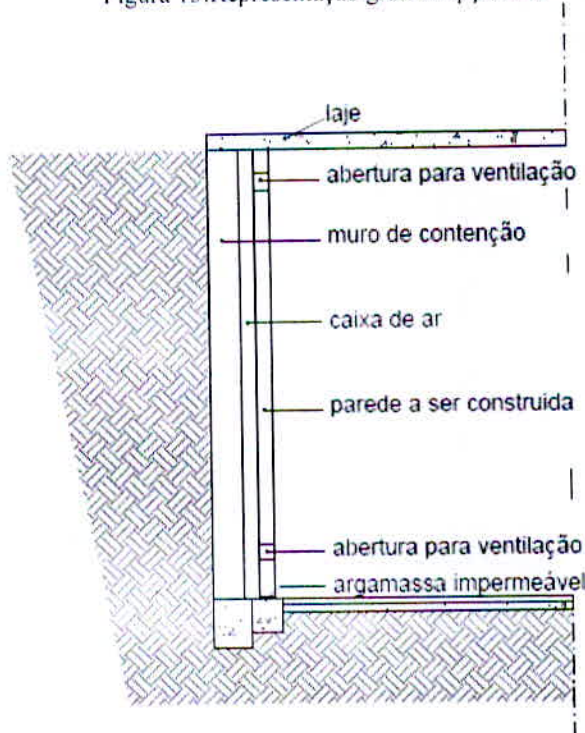 laje
abertura para ventilação
muro de contenção
caixa de ar
parede a ser construida
abertura para ventilação
argamassa impermeável